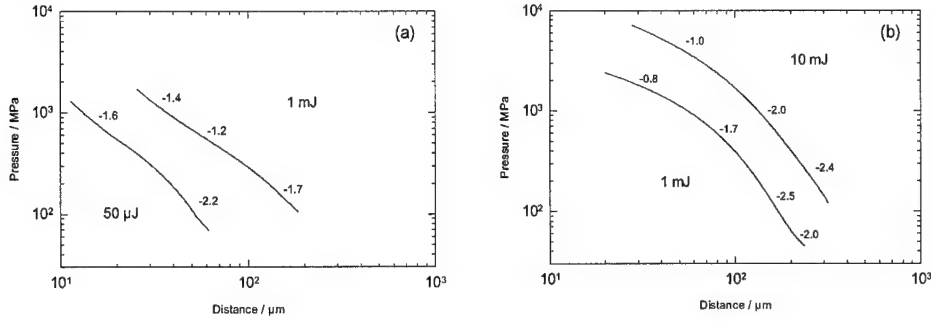 (a)
10⁴
10³
10²
Pressure / MPa
-1.6
-1.4
-1.2
1 mJ
-1.7
-2.2
50 µJ
10¹
10²
10³
Distance / µm
(b)
10⁴
10³
10²
Pressure / MPa
-1.0
10 mJ
-0.8
-2.0
-1.7
-2.4
1 mJ
-2.5
-2.0
10¹
10²
10³
Distance / µm